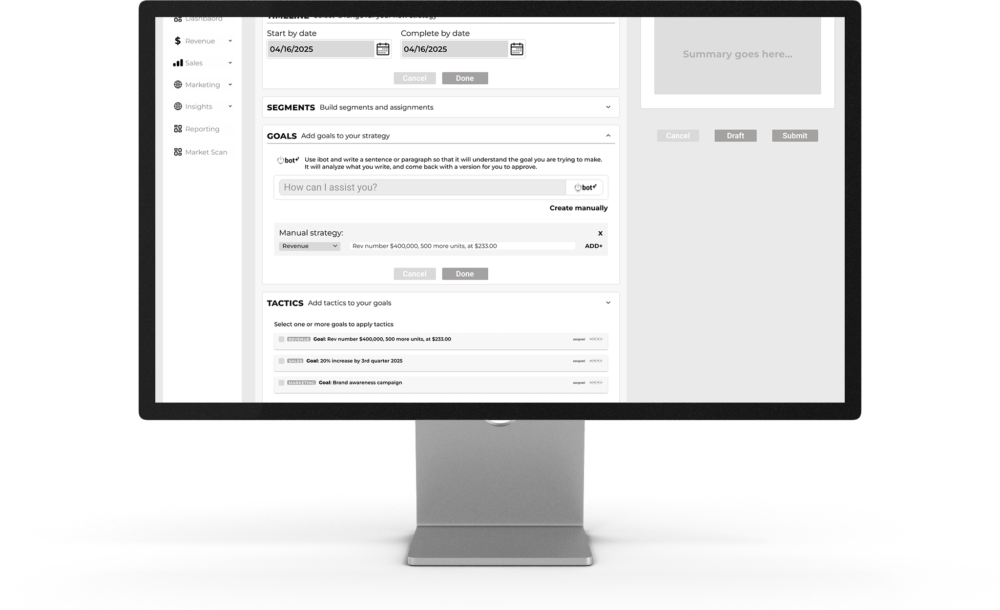 Dashbaord
Revenue
Sales
Marketing
Insights
Reporting
Market Scan
TIMELINE Select a range for your new strategy
Start by date
Complete by date
04/16/2025
04/16/2025
Cancel
Done
SEGMENTS Build segments and assignments
GOALS Add goals to your strategy
bot
Use ibot and write a sentence or paragraph so that it will understand the goal you are trying to make.
It will analyze what you write, and come back with a version for you to approve.
How can I assist you?
bot
Create manually
Manual strategy:
x
Revenue
Rev number $400,000, 500 more units, at $233.00
ADD+
Cancel
Done
TACTICS Add tactics to your goals
Select one or more goals to apply tactics
REVENUE Goal: Rev number $400,000, 500 more units, at $233.00
assigned:
SALES Goal: 20% increase by 3rd quarter 2025
assigned:
MARKETING Goal: Brand awareness campaign
assigned:
Summary goes here...
Cancel
Draft
Submit